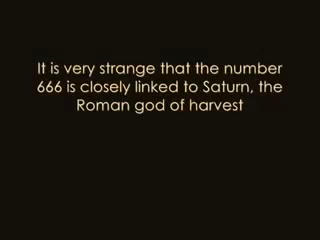 It is very strange that the number
666 is closely linked to Saturn, the
Roman god of harvest